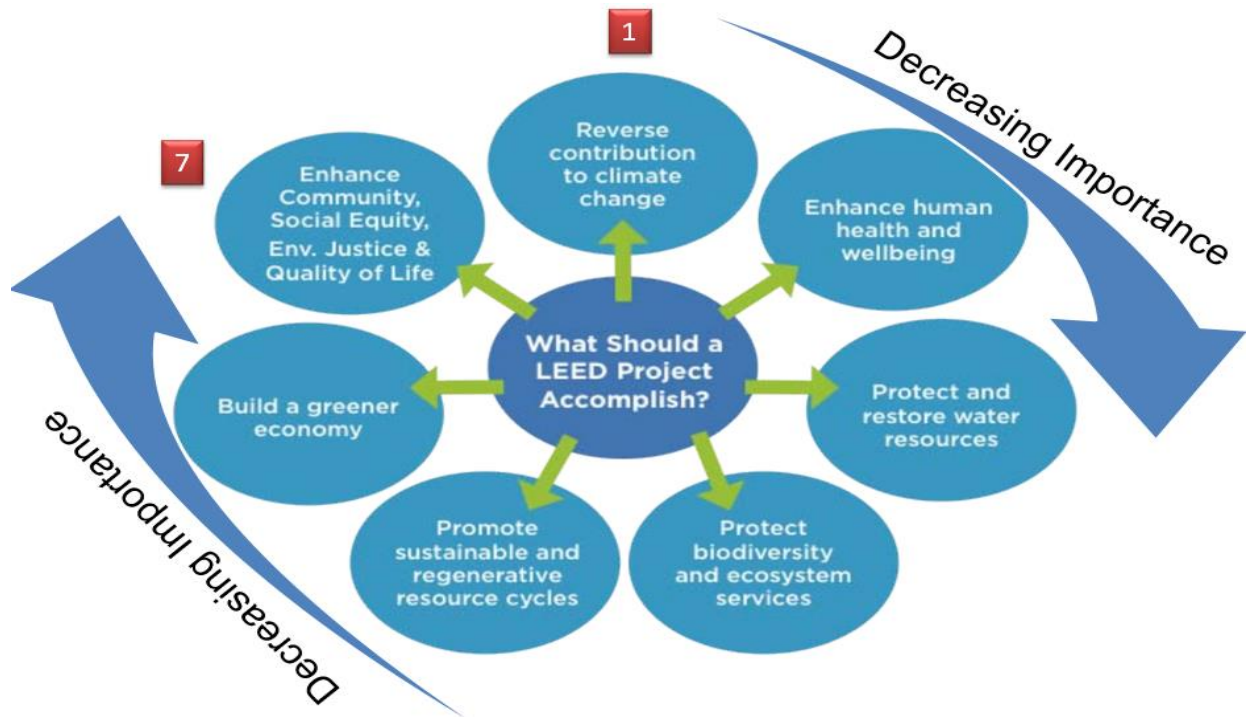 1
Reverse
contribution
to climate
change
Decreasing Importance
Enhance human
health and
wellbeing
Protect and
restore water
resources
Protect
biodiversity
and ecosystem
services
Promote
sustainable and
regenerative
resource cycles
Build a greener
economy
7
Enhance
Community,
Social Equity,
Env. Justice &
Quality of Life
What Should a
LEED Project
Accomplish?
Decreasing Importance